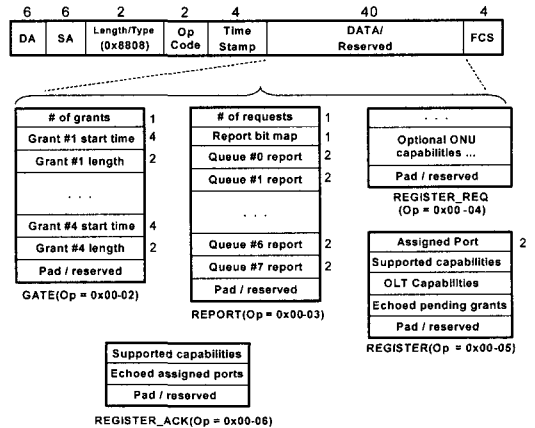 6 6 2 2 4 40 4
DA SA Length/Type (0x8808) Op Code Time Stamp DATA/ Reserved FCS
# of grants 1
Grant #1 start time 4
Grant #1 length 2
. . .
Grant #4 start time 4
Grant #4 length 2
Pad / reserved
GATE(Op = 0x00-02)
# of requests 1
Report bit map 1
Queue #0 report 2
Queue #1 report 2
. . .
Queue #6 report 2
Queue #7 report 2
Pad / reserved
REPORT(Op = 0x00-03)
. . .
Optional ONU
capabilities ...
Pad / reserved
REGISTER_REQ
(Op = 0x00 -04)
Assigned Port 2
Supported capabilities
OLT Capabilities
Echoed pending grants
Pad / reserved
REGISTER(Op = 0x00-05)
Supported capabilities
Echoed assigned ports
Pad / reserved
REGISTER_ACK(Op = 0x00-06)